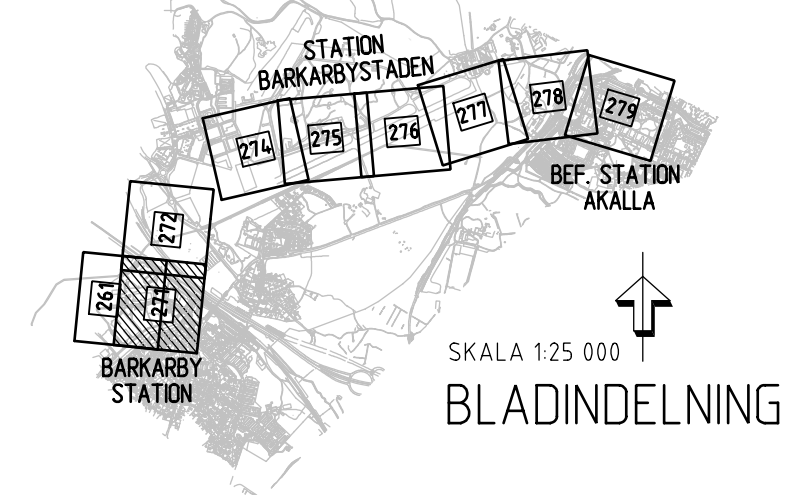 STATION
BARKARBYSTADEN
274
275
276
277
278
279
BEF. STATION
AKALLA
272
261
271
BARKARBY
STATION
SKALA 1:25 000
BLADINDELNING